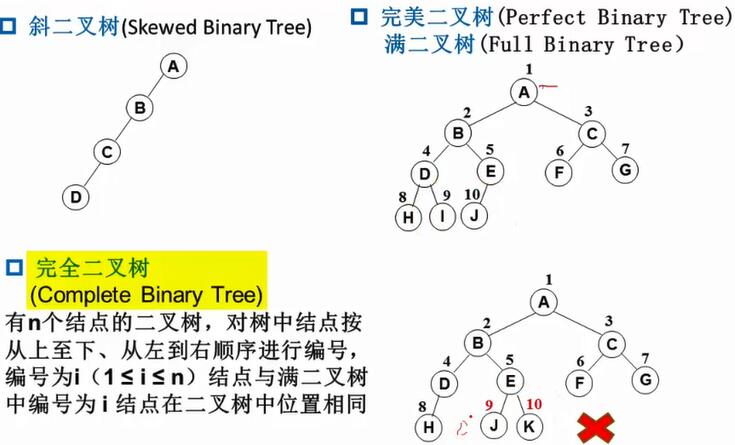 斜二叉树(Skewed Binary Tree)
A
B
C
D
完美二叉树(Perfect Binary Tree)
满二叉树(Full Binary Tree)
1
A
2
3
B
C
4
5
6
7
D
E
F
G
8
9
10
H
I
J
完全二叉树
(Complete Binary Tree)
有n个结点的二叉树，对树中结点按
从上至下、从左到右顺序进行编号，
编号为i（1 ≤ i ≤ n）结点与满二叉树
中编号为 i 结点在二叉树中位置相同
1
A
2
3
B
C
4
5
6
7
D
E
F
G
8
9
10
H
J
K